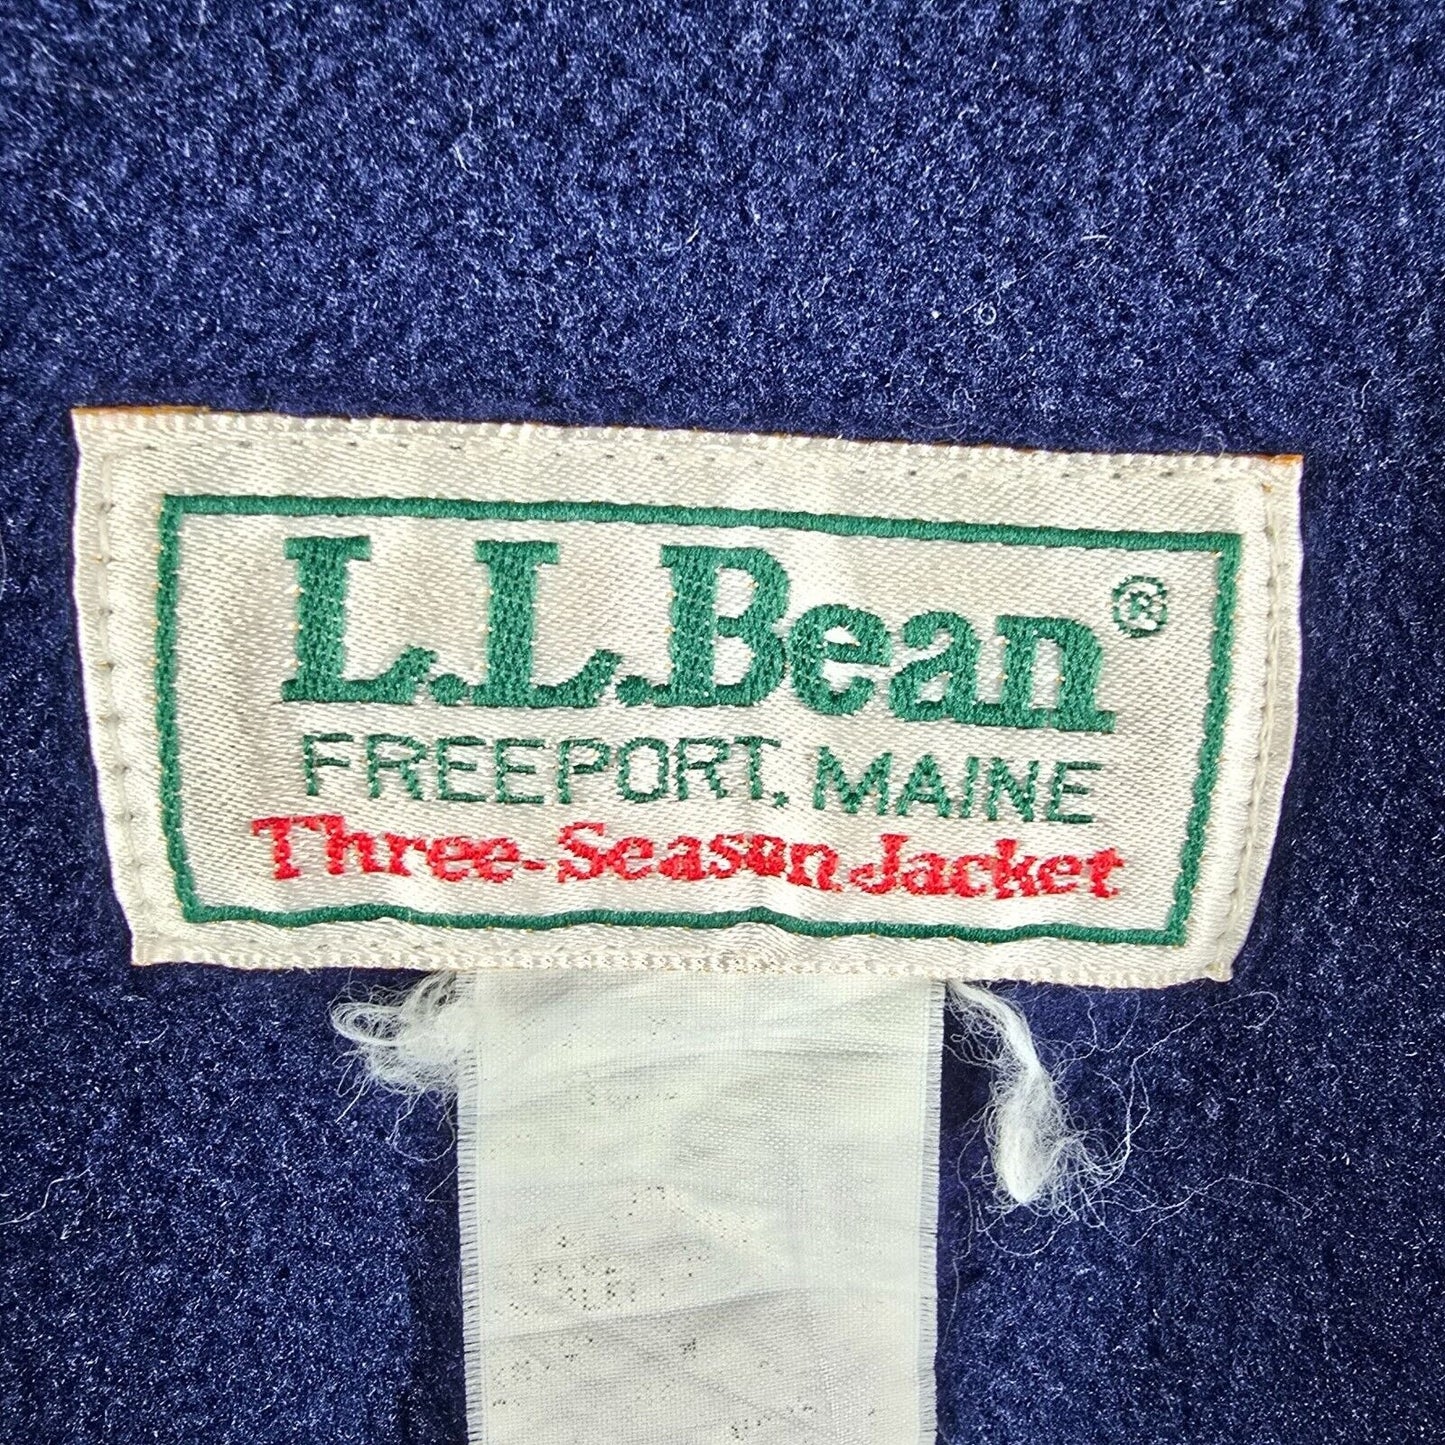 L.L.Bean®
FREEPORT, MAINE
Three-Season Jacket